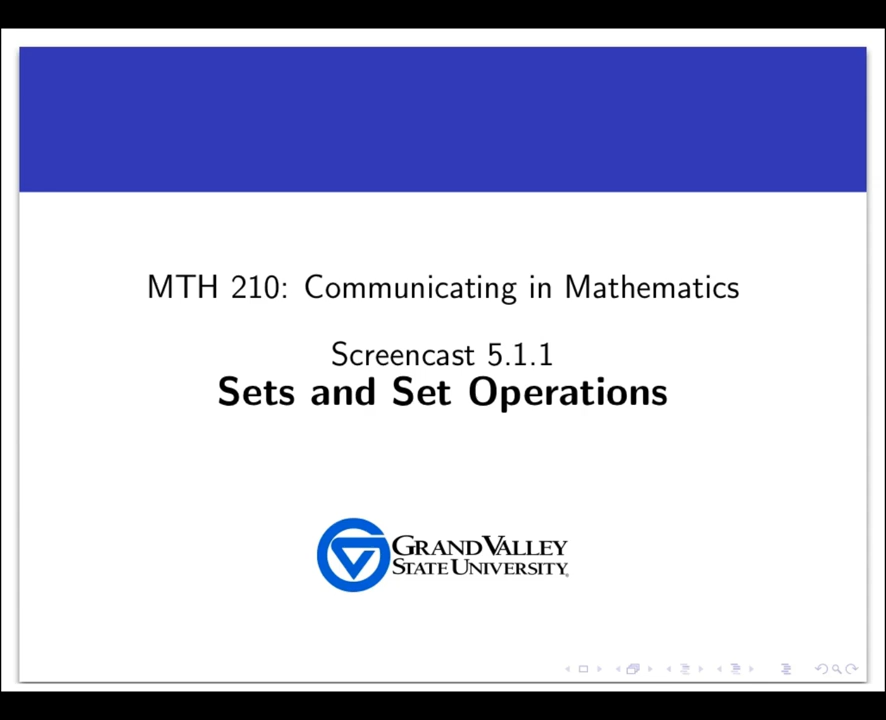 MTH 210: Communicating in Mathematics
Screencast 5.1.1
Sets and Set Operations
GRAND VALLEY
STATE UNIVERSITY